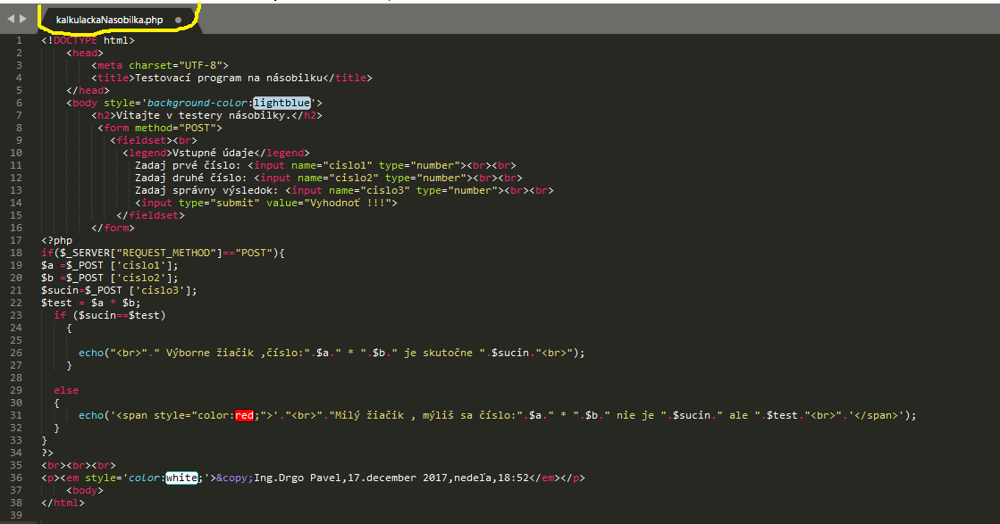 kalkulackaNasobilka.php
1 <!DOCTYPE html>
2 <head>
3 <meta charset="UTF-8">
4 <title>Testovací program na násobilku</title>
5 </head>
6 <body style='background-color:lightblue'>
7 <h2>Vitajte v testery násobilky.</h2>
8 <form method="POST">
9 <fieldset><br>
10 <legend>Vstupné údaje</legend>
11 Zadaj prvé číslo: <input name="cislo1" type="number"><br><br>
12 Zadaj druhé číslo: <input name="cislo2" type="number"><br><br>
13 Zadaj správny výsledok: <input name="cislo3" type="number"><br><br>
14 <input type="submit" value="Vyhodnoť !!!">
15 </fieldset>
16 </form>
17 <?php
18 if($_SERVER["REQUEST_METHOD"]=="POST"){
19 $a =$_POST ['cislo1'];
20 $b =$_POST ['cislo2'];
21 $sucin=$_POST ['cislo3'];
22 $test = $a * $b;
23 if ($sucin==$test)
24 {
25
26 echo("<br>"." Výborne žiačik ,číslo:".$a." * ".$b." je skutočne ".$sucin."<br>");
27 }
28
29 else
30 {
31 echo('<span style="color:red;">'."<br>"."Milý žiačik , mýliš sa číslo:".$a." * ".$b." nie je ".$sucin." ale ".$test."<br>".'</span>');
32 }
33 }
34 ?>
35 <br><br><br>
36 <p><em style='color:white;'>&copy;Ing.Drgo Pavel,17.december 2017,nedeľa,18:52</em></p>
37 <body>
38 </html>
39